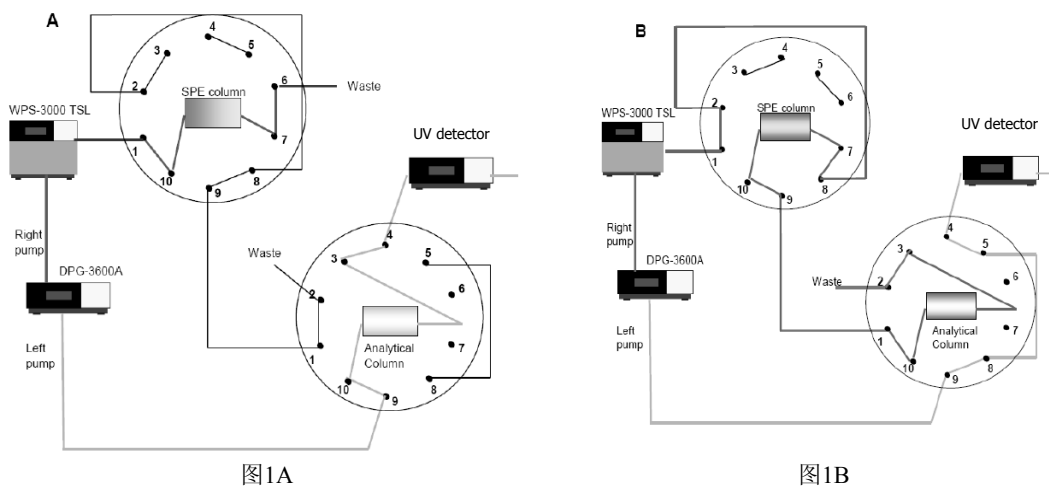 A
4
5
3
2
6
Waste
SPE column
WPS-3000 TSL
1
7
10
8
9
UV detector
Right
pump
DPG-3600A
Left
pump
Waste
4
5
3
6
2
1
7
Analytical
Column
10
8
9
图1A
B
4
5
3
6
2
SPE column
WPS-3000 TSL
1
7
10
8
9
UV detector
Right
pump
DPG-3600A
Left
pump
Waste
4
5
3
6
2
1
7
Analytical
Column
10
8
9
图1B